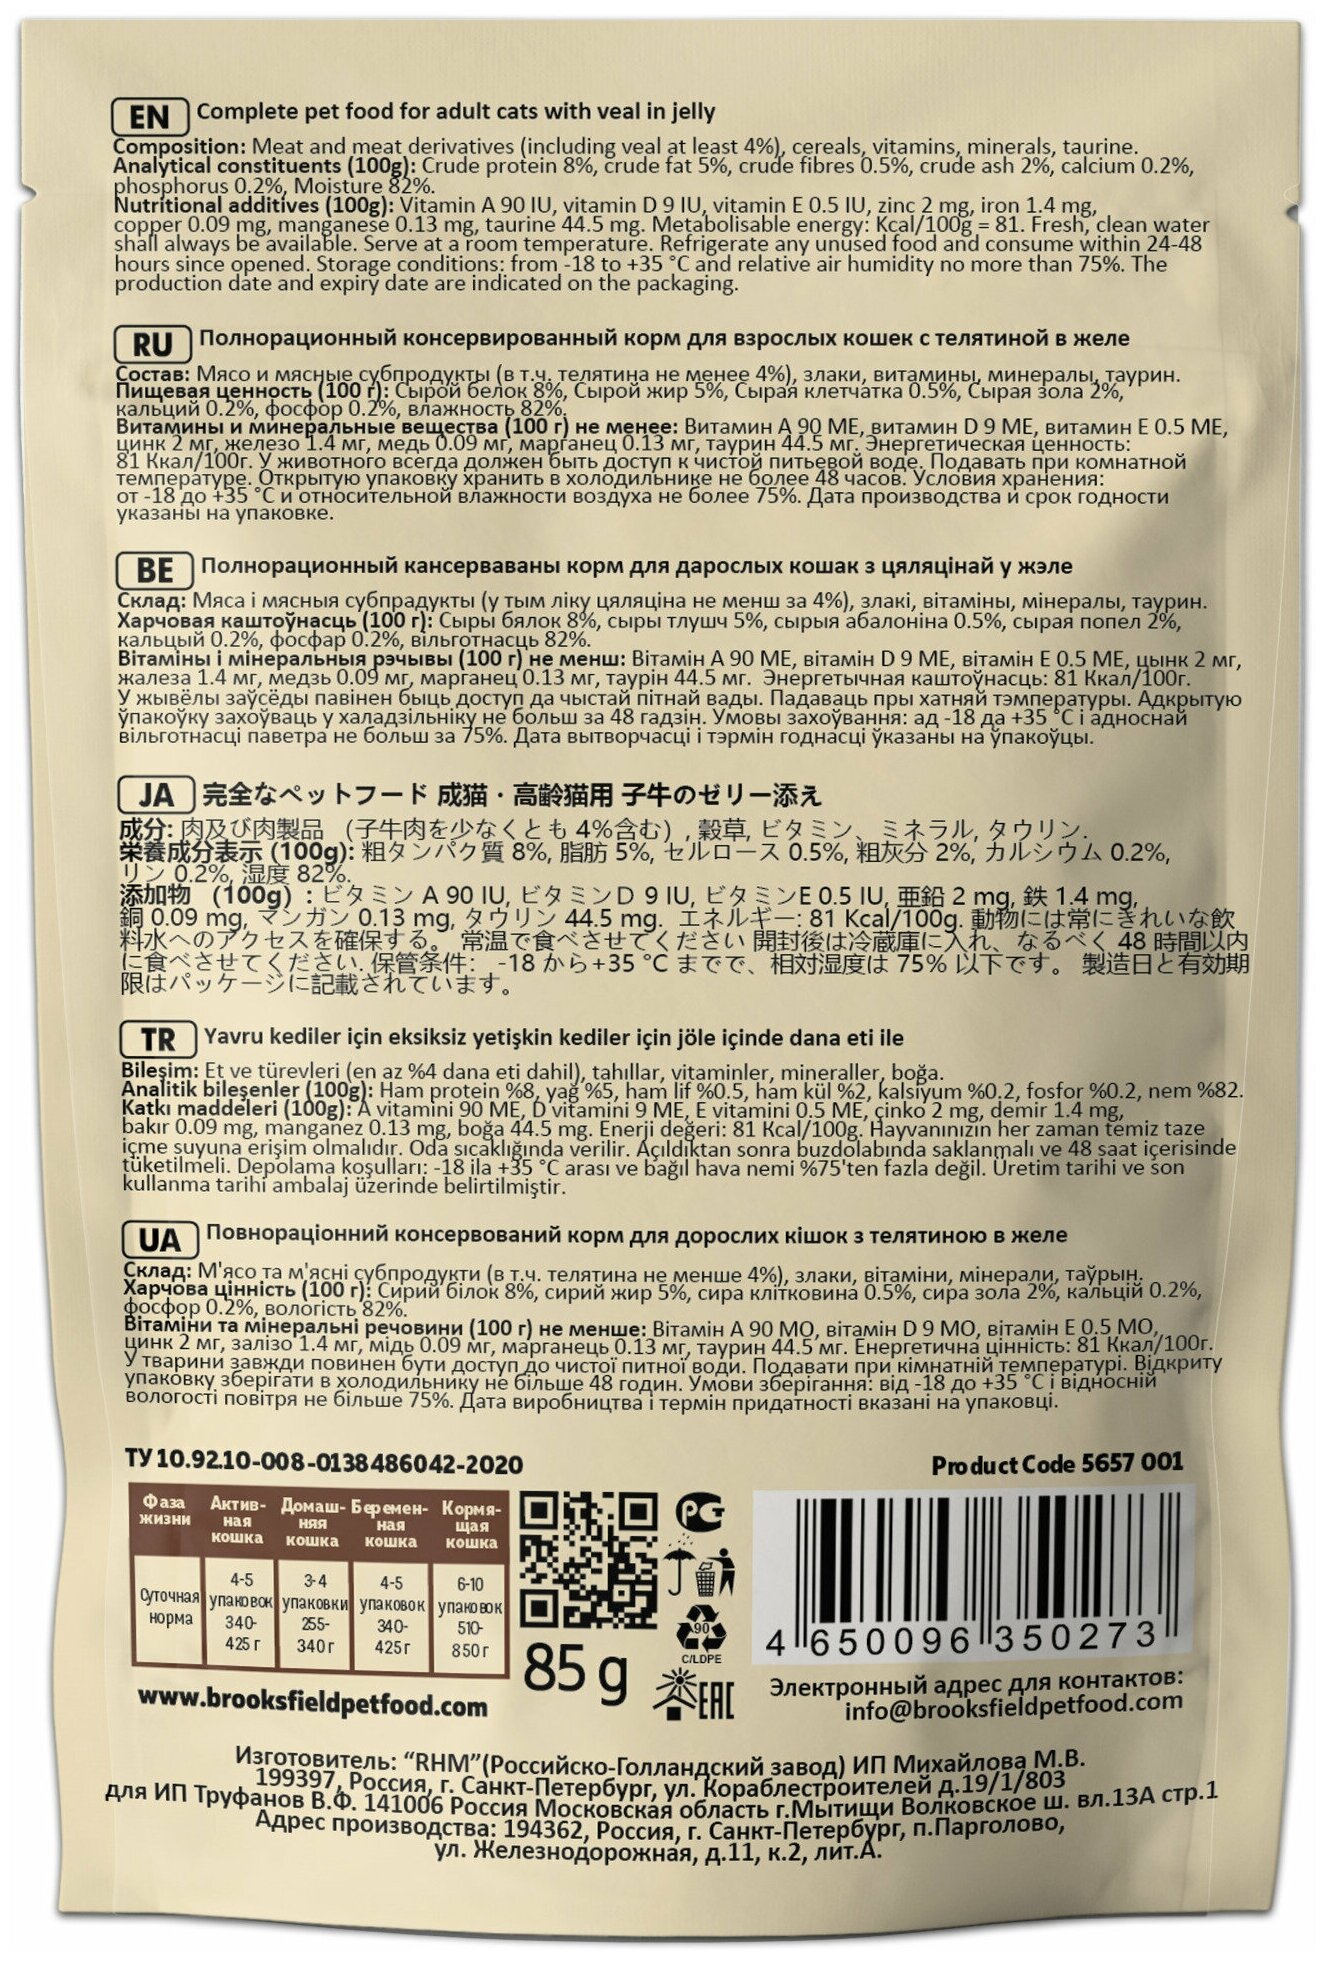 EN Complete pet food for adult cats with veal in jelly
Composition: Meat and meat derivatives (including veal at least 4%), cereals, vitamins, minerals, taurine.
Analytical constituents (100g): Crude protein 8%, crude fat 5%, crude fibres 0.5%, crude ash 2%, calcium 0.2%,
phosphorus 0.2%, Moisture 82%.
Nutritional additives (100g): Vitamin A 90 IU, vitamin D 9 IU, vitamin E 0.5 IU, zinc 2 mg, iron 1.4 mg,
copper 0.09 mg, manganese 0.13 mg, taurine 44.5 mg. Metabolisable energy: Kcal/100g = 81. Fresh, clean water
shall always be available. Serve at a room temperature. Refrigerate any unused food and consume within 24-48
hours since opened. Storage conditions: from -18 to +35 °C and relative air humidity no more than 75%. The
production date and expiry date are indicated on the packaging.
RU Полнорационный консервированный корм для взрослых кошек с телятиной в желе
Состав: Мясо и мясные субпродукты (в т.ч. телятина не менее 4%), злаки, витамины, минералы, таурин.
Пищевая ценность (100 г): Сырой белок 8%, Сырой жир 5%, Сырая клетчатка 0.5%, Сырая зола 2%,
кальций 0.2%, фосфор 0.2%, влажность 82%.
Витамины и минеральные вещества (100 г) не менее: Витамин А 90 МЕ, витамин D 9 МЕ, витамин Е 0.5 МЕ,
цинк 2 мг, железо 1.4 мг, медь 0.09 мг, марганец 0.13 мг, таурин 44.5 мг. Энергетическая ценность:
81 Ккал/100г. У животного всегда должен быть доступ к чистой питьевой воде. Подавать при комнатной
температуре. Открытую упаковку хранить в холодильнике не более 48 часов. Условия хранения:
от -18 до +35 °C и относительной влажности воздуха не более 75%. Дата производства и срок годности
указаны на упаковке.
BE Полнорационный кансерваваны корм для дарослых кошак з цяляцінай у жэле
Склад: Мяса і мясныя субпрадукты (у тым ліку цяляціна не менш за 4%), злакі, вітаміны, мінералы, таурин.
Харчовая каштоўнасць (100 г): Сыры бялок 8%, сыры тлушч 5%, сырыя абалоніна 0.5%, сырая попел 2%,
кальцый 0.2%, фосфар 0.2%, вільготнасць 82%.
Вітаміны і мінеральныя рэчывы (100 г) не менш: Вітамін А 90 МЕ, вітамін D 9 МЕ, вітамін Е 0.5 МЕ, цынк 2 мг,
жалеза 1.4 мг, медзь 0.09 мг, марганец 0.13 мг, таурін 44.5 мг. Энергетычная каштоўнасць: 81 Ккал/100г.
У жывёлы заўсёды павінен быць доступ да чыстай пітнай вады. Падаваць пры хатняй тэмпературы. Адкрытую
ўпакоўку захоўваць у халадзільніку не больш за 48 гадзін. Умовы захоўвання: ад -18 да +35 °C і адноснай
вільготнасці паветра не больш за 75%. Дата вытворчасці і тэрмін годнасці ўказаны на ўпакоўцы.
JA 完全なペットフード 成猫・高齢猫用 子牛のゼリー添え
成分: 肉及び肉製品 （子牛肉を少なくとも 4%含む）, 穀草, ビタミン、ミネラル, タウリン.
栄養成分表示 (100g): 粗タンパク質 8%, 脂肪 5%, セルロース 0.5%, 粗灰分 2%, カルシウム 0.2%,
リン 0.2%, 湿度 82%.
添加物 （100g）: ビタミン A 90 IU, ビタミンD 9 IU, ビタミンE 0.5 IU, 亜鉛 2 mg, 鉄 1.4 mg,
銅 0.09 mg, マンガン 0.13 mg, タウリン 44.5 mg. エネルギー: 81 Kcal/100g. 動物には常にきれいな飲
料水へのアクセスを確保する。 常温で食べさせてください 開封後は冷蔵庫に入れ、なるべく 48 時間以内
に食べさせてください. 保管条件： -18 から+35 °C までで、相対湿度は 75% 以下です。 製造日と有効期
限はパッケージに記載されています。
TR Yavru kediler için eksiksiz yetişkin kediler için jöle içinde dana eti ile
Bileşim: Et ve türevleri (en az %4 dana eti dahil), tahıllar, vitaminler, mineraller, boğa.
Analitik bileşenler (100g): Ham protein %8, yağ %5, ham lif %0.5, ham kül %2, kalsiyum %0.2, fosfor %0.2, nem %82.
Katkı maddeleri (100g): A vitamini 90 ME, D vitamini 9 ME, E vitamini 0.5 ME, çinko 2 mg, demir 1.4 mg,
bakır 0.09 mg, manganez 0.13 mg, boğa 44.5 mg. Enerji değeri: 81 Kcal/100g. Hayvanınızın her zaman temiz taze
içme suyuna erişim olmalıdır. Oda sıcaklığında verilir. Açıldıktan sonra buzdolabında saklanmalı ve 48 saat içerisinde
tüketilmeli. Depolama koşulları: -18 ila +35 °C arası ve bağıl hava nemi %75'ten fazla değil. Üretim tarihi ve son
kullanma tarihi ambalaj üzerinde belirtilmiştir.
UA Повнораціонний консервований корм для дорослих кішок з телятиною в желе
Склад: М'ясо та м'ясні субпродукти (в т.ч. телятина не менше 4%), злаки, вітаміни, мінерали, таўрын.
Харчова цінність (100 г): Сирий білок 8%, сирий жир 5%, сира клітковина 0.5%, сира зола 2%, кальцій 0.2%,
фосфор 0.2%, вологість 82%.
Вітаміни та мінеральні речовини (100 г) не менше: Вітамін А 90 МО, вітамін D 9 МО, вітамін Е 0.5 МО,
цинк 2 мг, залізо 1.4 мг, мідь 0.09 мг, марганець 0.13 мг, таурин 44.5 мг. Енергетична цінність: 81 Ккал/100г.
У тварини завжди повинен бути доступ до чистої питної води. Подавати при кімнатній температурі. Відкриту
упаковку зберігати в холодильнику не більше 48 годин. Умови зберігання: від -18 до +35 °C і відносній
вологості повітря не більше 75%. Дата виробництва і термін придатності вказані на упаковці.
ТУ 10.92.10-008-0138486042-2020
Product Code 5657 001
Фаза жизни Актив-ная кошка Домаш-няя кошка Беремен-ная кошка Кормя-щая кошка
Суточная норма 4-5 упаковок 340-425 г 3-4 упаковки 255-340 г 4-5 упаковок 340-425 г 6-10 упаковок 510-850 г
85 g
РСТ
90
C/LDPE
EAC
4 650096 350273
www.brooksfieldpetfood.com
Электронный адрес для контактов:
info@brooksfieldpetfood.com
Изготовитель: “RHM”(Российско-Голландский завод) ИП Михайлова М.В.
199397, Россия, г. Санкт-Петербург, ул. Кораблестроителей д.19/1/803
для ИП Труфанов В.Ф. 141006 Россия Московская область г.Мытищи Волковское ш. вл.13А стр.1
Адрес производства: 194362, Россия, г. Санкт-Петербург, п.Парголово,
ул. Железнодорожная, д.11, к.2, лит.А.